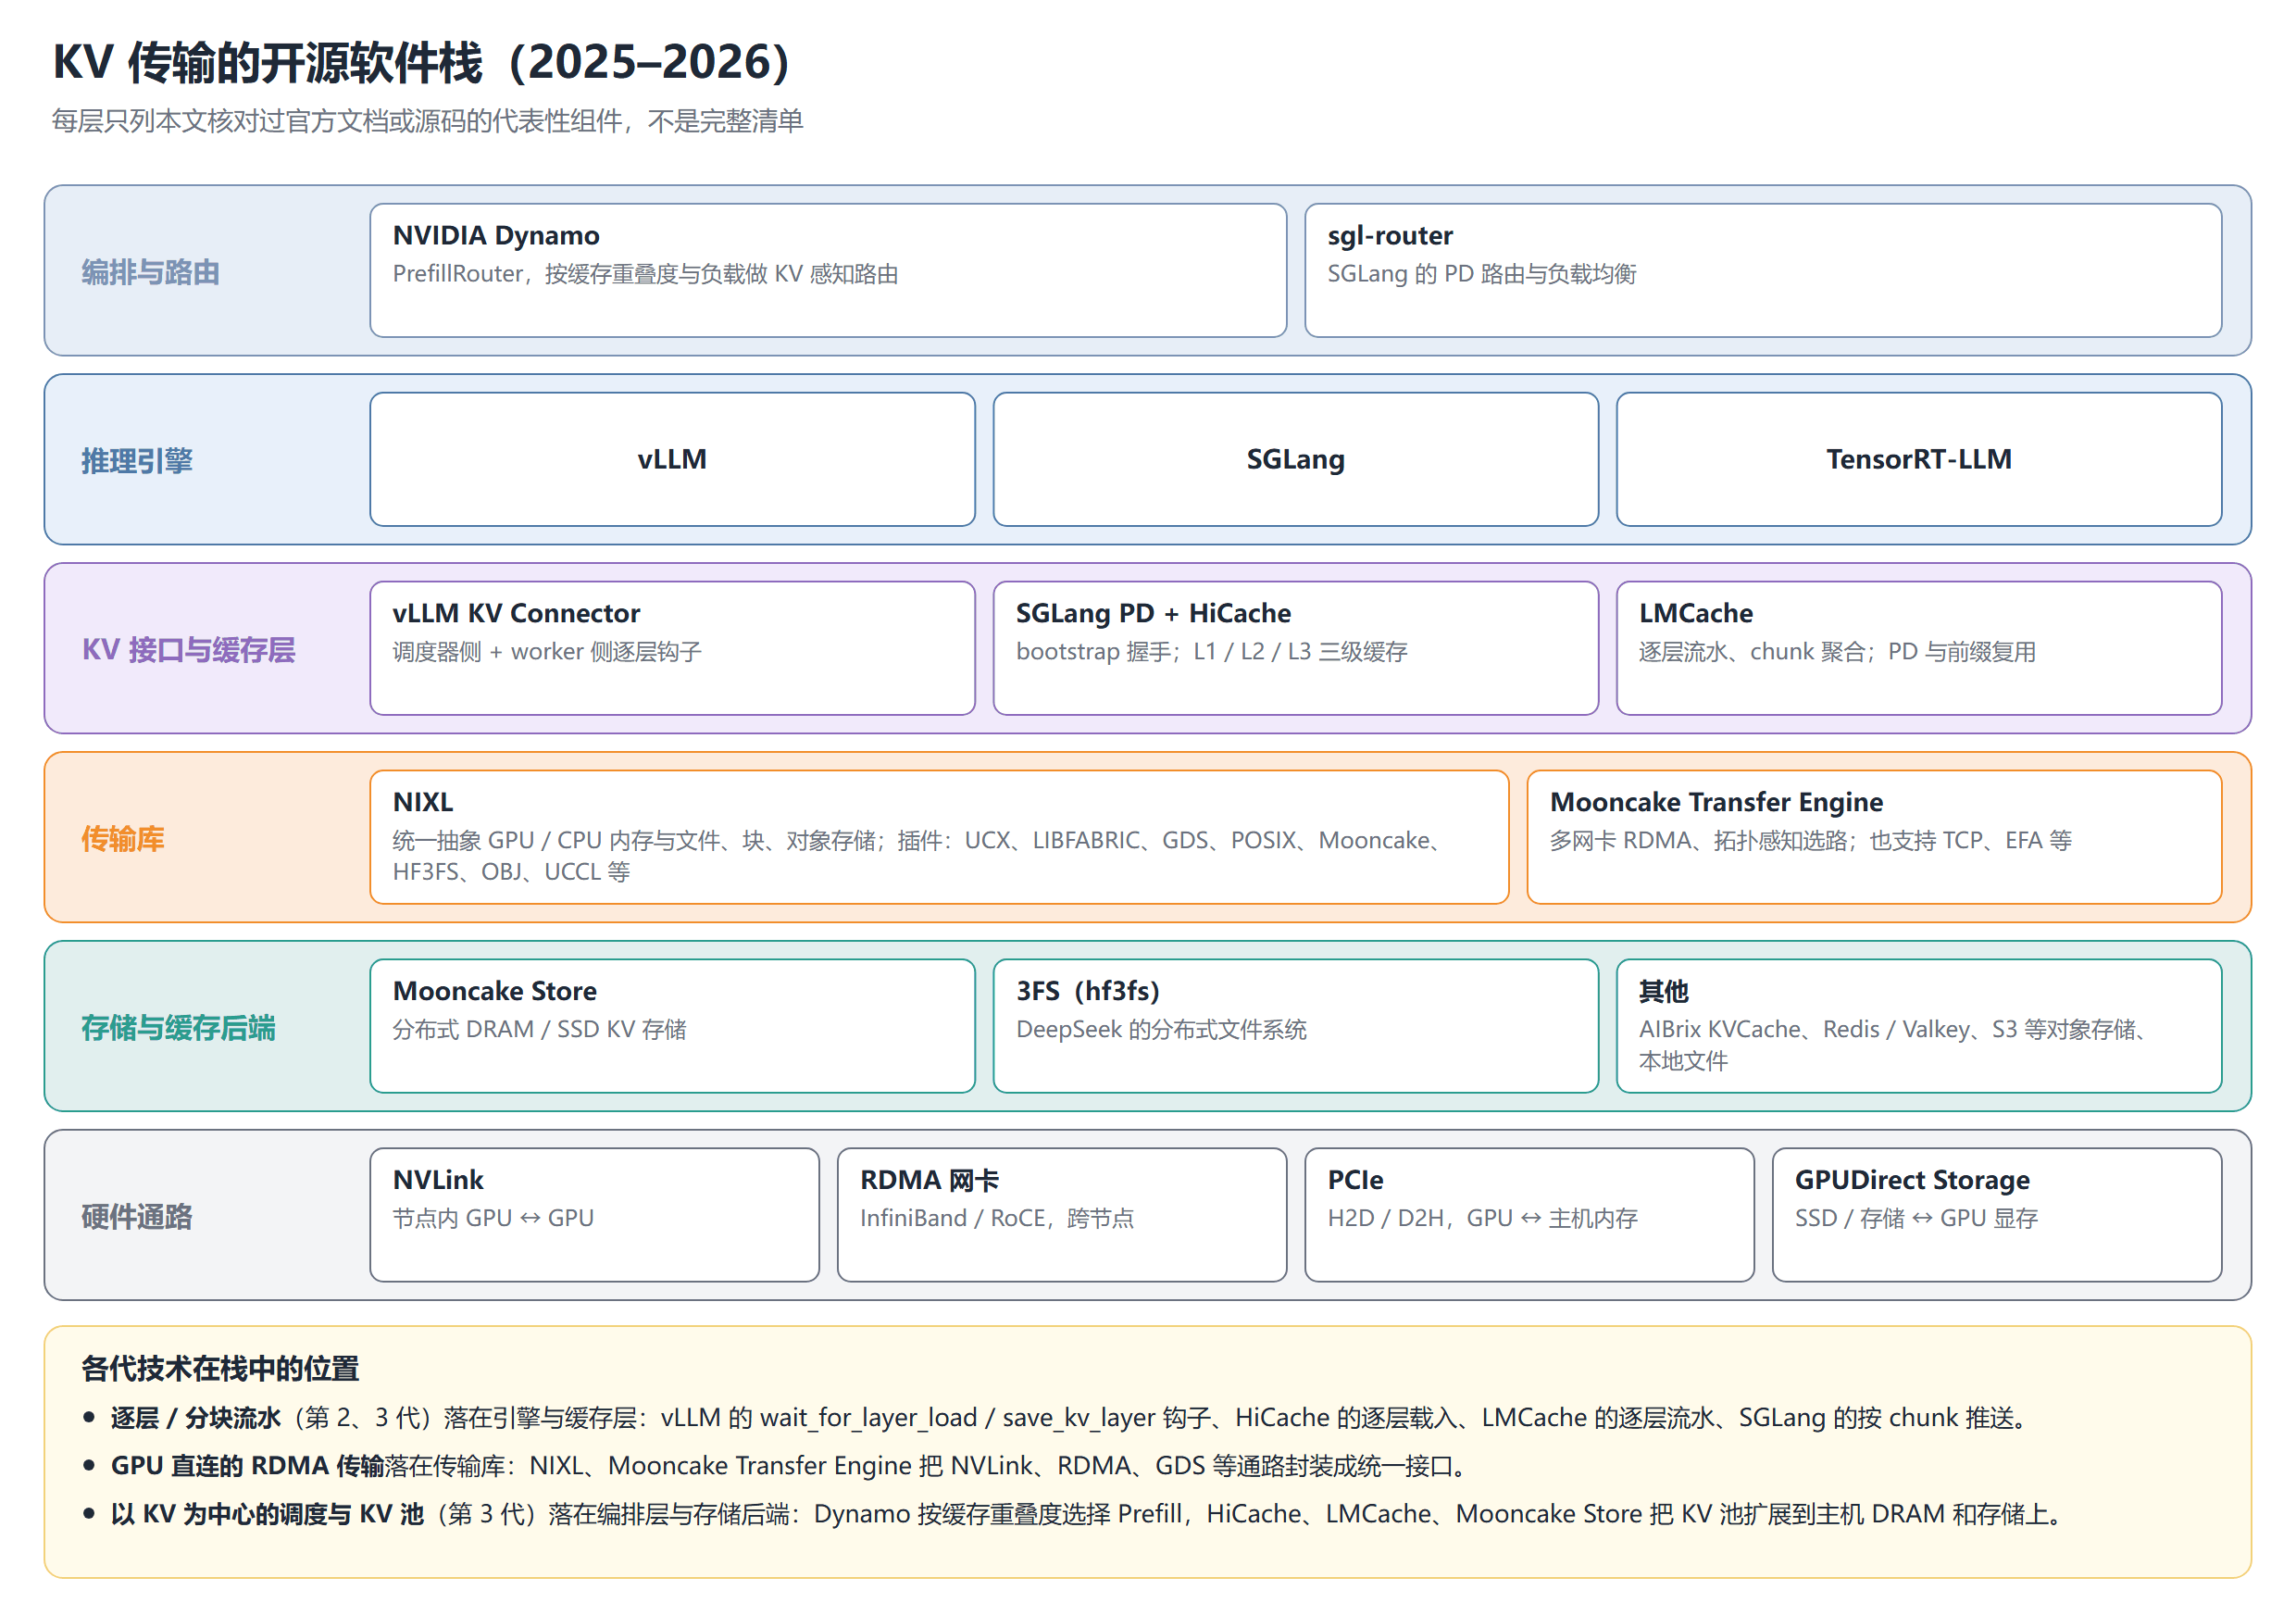 KV 传输的开源软件栈（2025–2026）
每层只列本文核对过官方文档或源码的代表性组件，不是完整清单
编排与路由
NVIDIA Dynamo
PrefillRouter，按缓存重叠度与负载做 KV 感知路由
sgl-router
SGLang 的 PD 路由与负载均衡
推理引擎
vLLM
SGLang
TensorRT-LLM
KV 接口与缓存层
vLLM KV Connector
调度器侧 + worker 侧逐层钩子
SGLang PD + HiCache
bootstrap 握手；L1 / L2 / L3 三级缓存
LMCache
逐层流水、chunk 聚合；PD 与前缀复用
传输库
NIXL
统一抽象 GPU / CPU 内存与文件、块、对象存储；插件：UCX、LIBFABRIC、GDS、POSIX、Mooncake、
HF3FS、OBJ、UCCL 等
Mooncake Transfer Engine
多网卡 RDMA、拓扑感知选路；也支持 TCP、EFA 等
存储与缓存后端
Mooncake Store
分布式 DRAM / SSD KV 存储
3FS（hf3fs）
DeepSeek 的分布式文件系统
其他
AIBrix KVCache、Redis / Valkey、S3 等对象存储、
本地文件
硬件通路
NVLink
节点内 GPU ↔ GPU
RDMA 网卡
InfiniBand / RoCE，跨节点
PCIe
H2D / D2H，GPU ↔ 主机内存
GPUDirect Storage
SSD / 存储 ↔ GPU 显存
各代技术在栈中的位置
● 逐层 / 分块流水（第 2、3 代）落在引擎与缓存层：vLLM 的 wait_for_layer_load / save_kv_layer 钩子、HiCache 的逐层载入、LMCache 的逐层流水、SGLang 的按 chunk 推送。
● GPU 直连的 RDMA 传输落在传输库：NIXL、Mooncake Transfer Engine 把 NVLink、RDMA、GDS 等通路封装成统一接口。
● 以 KV 为中心的调度与 KV 池（第 3 代）落在编排层与存储后端：Dynamo 按缓存重叠度选择 Prefill，HiCache、LMCache、Mooncake Store 把 KV 池扩展到主机 DRAM 和存储上。